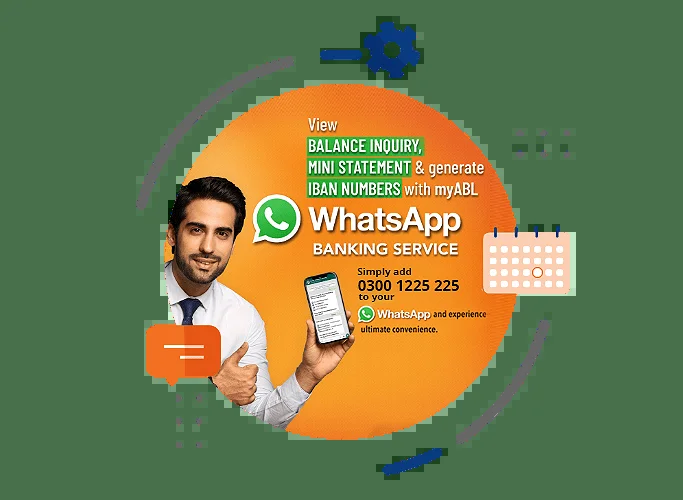 View
BALANCE INQUIRY,
MINI STATEMENT & generate
IBAN NUMBERS with myABL
WhatsApp
BANKING SERVICE
Simply add
0300 1225 225
to your
WhatsApp and experience
ultimate convenience.